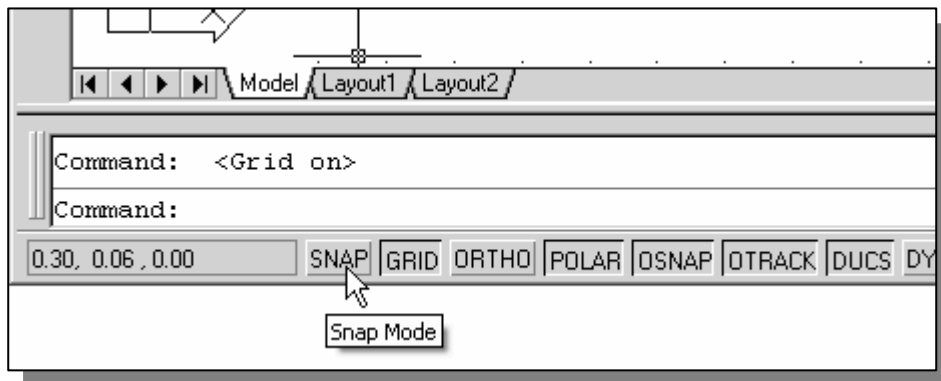 Model Layout1 Layout2
Command: <Grid on>
Command:
0.30, 0.06 , 0.00 SNAP GRID ORTHO POLAR OSNAP OTRACK DUCS DY
Snap Mode